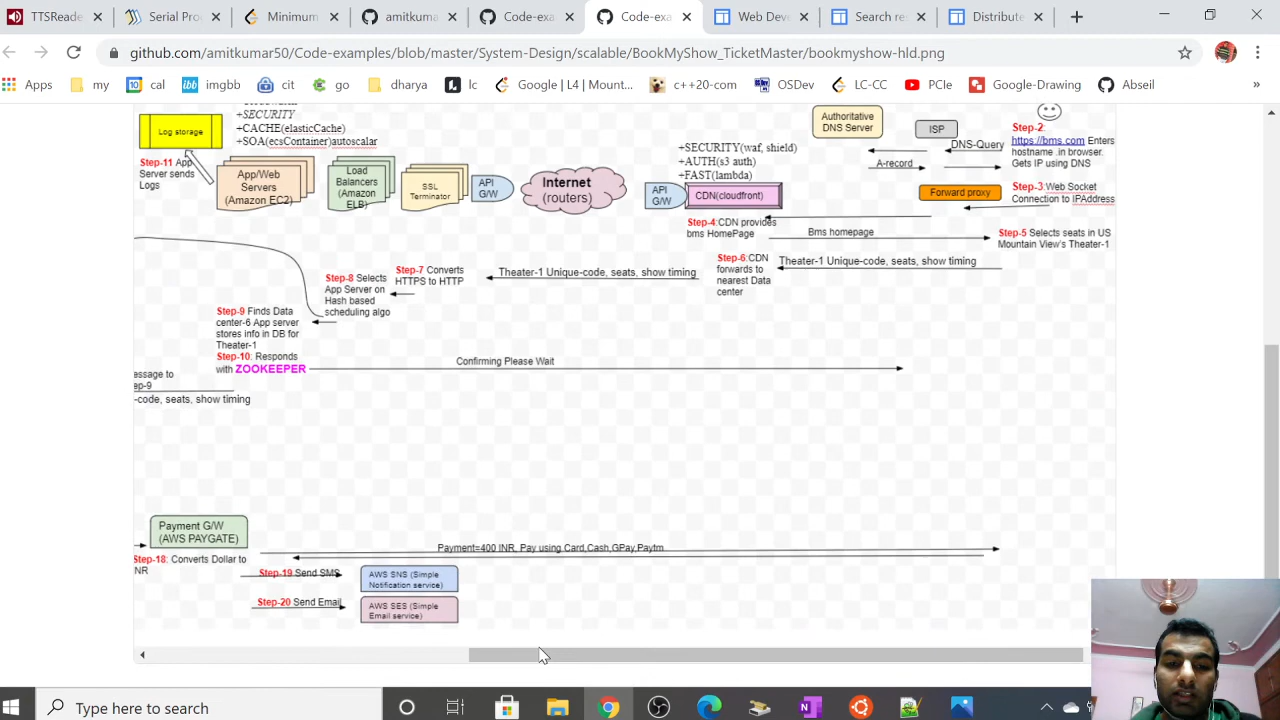 TTSReade
Serial Pro
Minimum
amitkuma
Code-exa
Code-exa
Web Dev
Search re
Distribute
github.com/amitkumar50/Code-examples/blob/master/System-Design/scalable/BookMyShow_TicketMaster/bookmyshow-hld.png
Apps
my
10 cal
ibb imgbb
cit
go
dharya
lc
Google | L4 | Mount...
c++20-com
OSDev
LC-CC
PCIe
Google-Drawing
Abseil
»
+SECURITY
+CACHE(elasticCache)
+SOA(ecsContainer)autoscalar
Log storage
Step-11 App
Server sends
Logs
App/Web
Servers
(Amazon EC2)
Load
Balancers
(Amazon
ELB)
SSL
Terminator
API
G/W
Internet
(routers)
API
G/W
+SECURITY(waf, shield)
+AUTH(s3 auth)
+FAST(lambda)
CDN(cloudfront)
Authoritative
DNS Server
ISP
DNS-Query
A-record
Step-2:
https://bms.com Enters
hostname .in browser.
Gets IP using DNS
Forward proxy
Step-3:Web Socket
Connection to IPAddress
Step-4:CDN provides
bms HomePage
Bms homepage
Step-5 Selects seats in US
Mountain View's Theater-1
Step-6:CDN
forwards to
nearest Data
center
Theater-1 Unique-code, seats, show timing
Step-7 Converts
HTTPS to HTTP
Theater-1 Unique-code, seats, show timing
Step-8 Selects
App Server on
Hash based
scheduling algo
Step-9 Finds Data
center-6 App server
stores info in DB for
Theater-1
Step-10: Responds
with ZOOKEEPER
Confirming Please Wait
essage to
ep-9
-code, seats, show timing
Payment G/W
(AWS PAYGATE)
Step-18: Converts Dollar to
NR
Payment=400 INR, Pay using Card,Cash,GPay,Paytm
Step-19 Send SMS
AWS SNS (Simple
Notification service)
Step-20 Send Email
AWS SES (Simple
Email service)
Type here to search